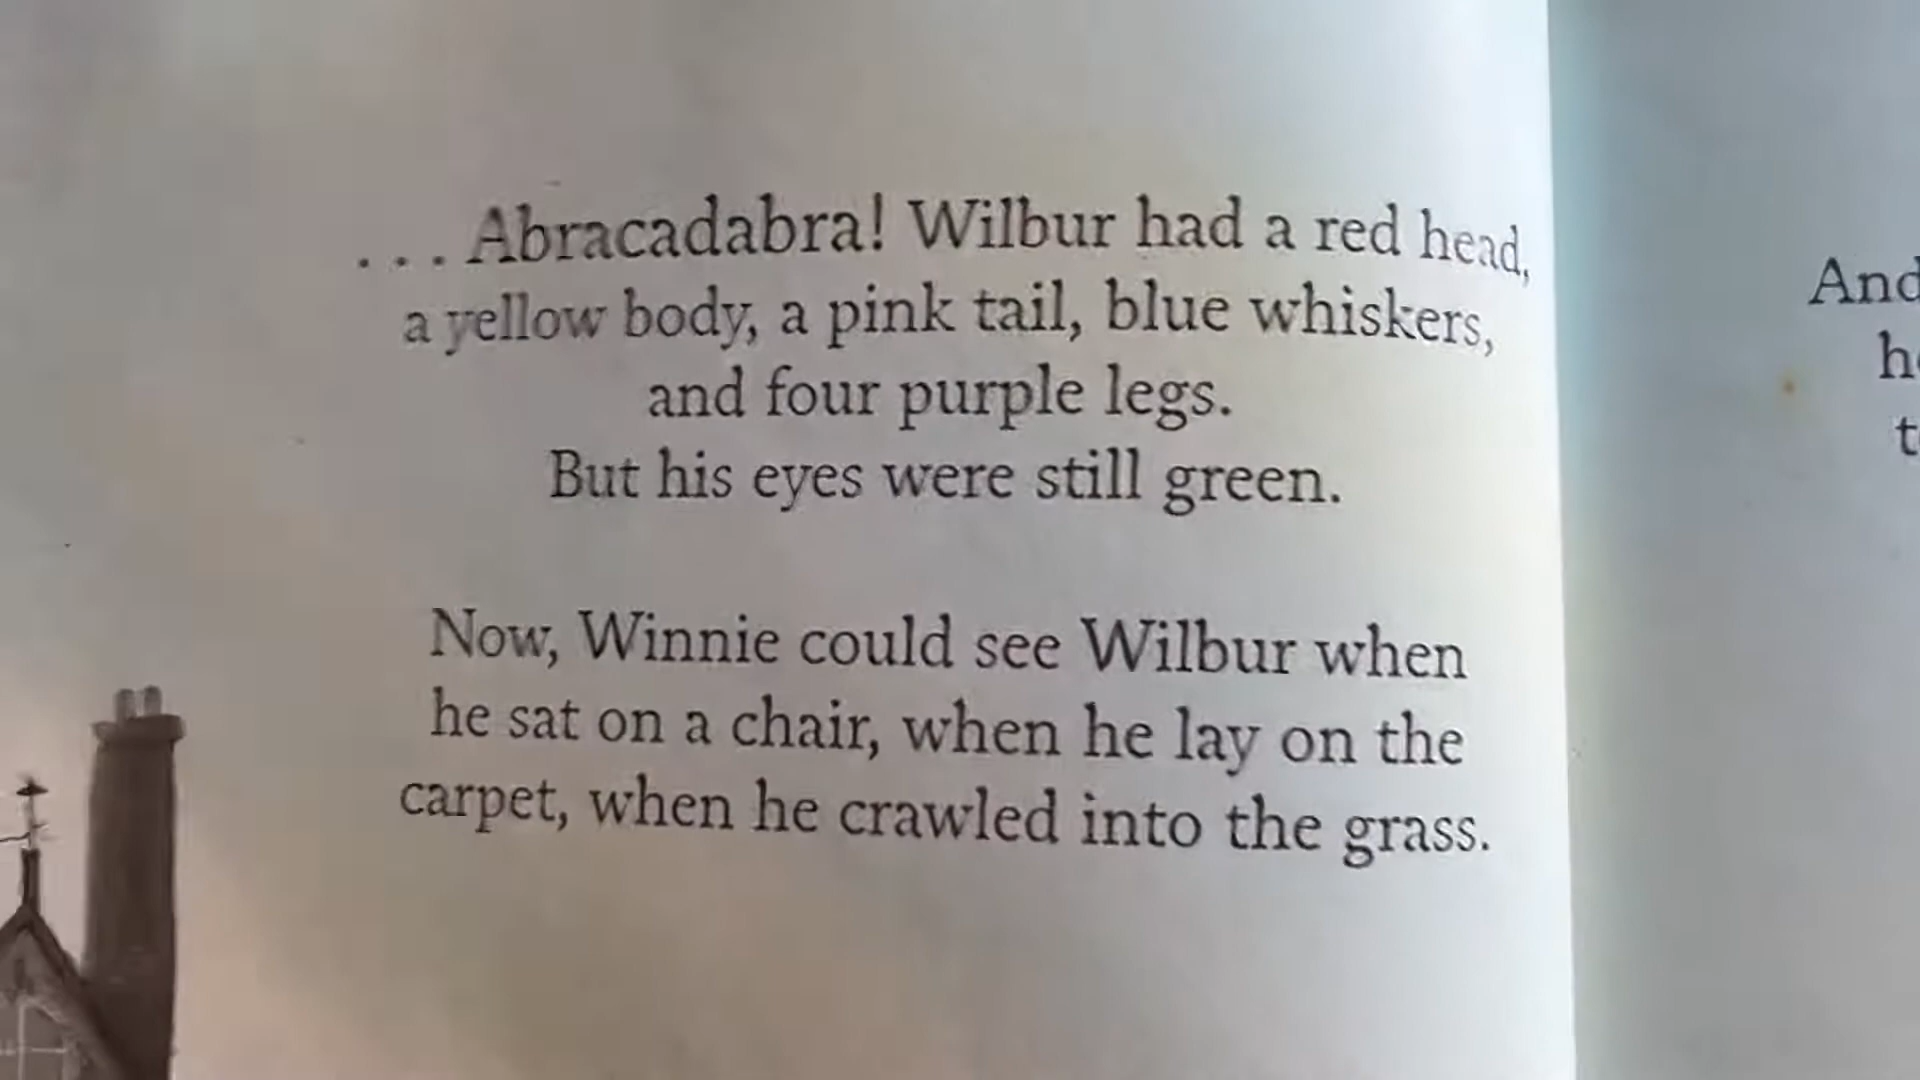 . . . Abracadabra! Wilbur had a red head,
a yellow body, a pink tail, blue whiskers,
and four purple legs.
But his eyes were still green.
Now, Winnie could see Wilbur when
he sat on a chair, when he lay on the
carpet, when he crawled into the grass.
And